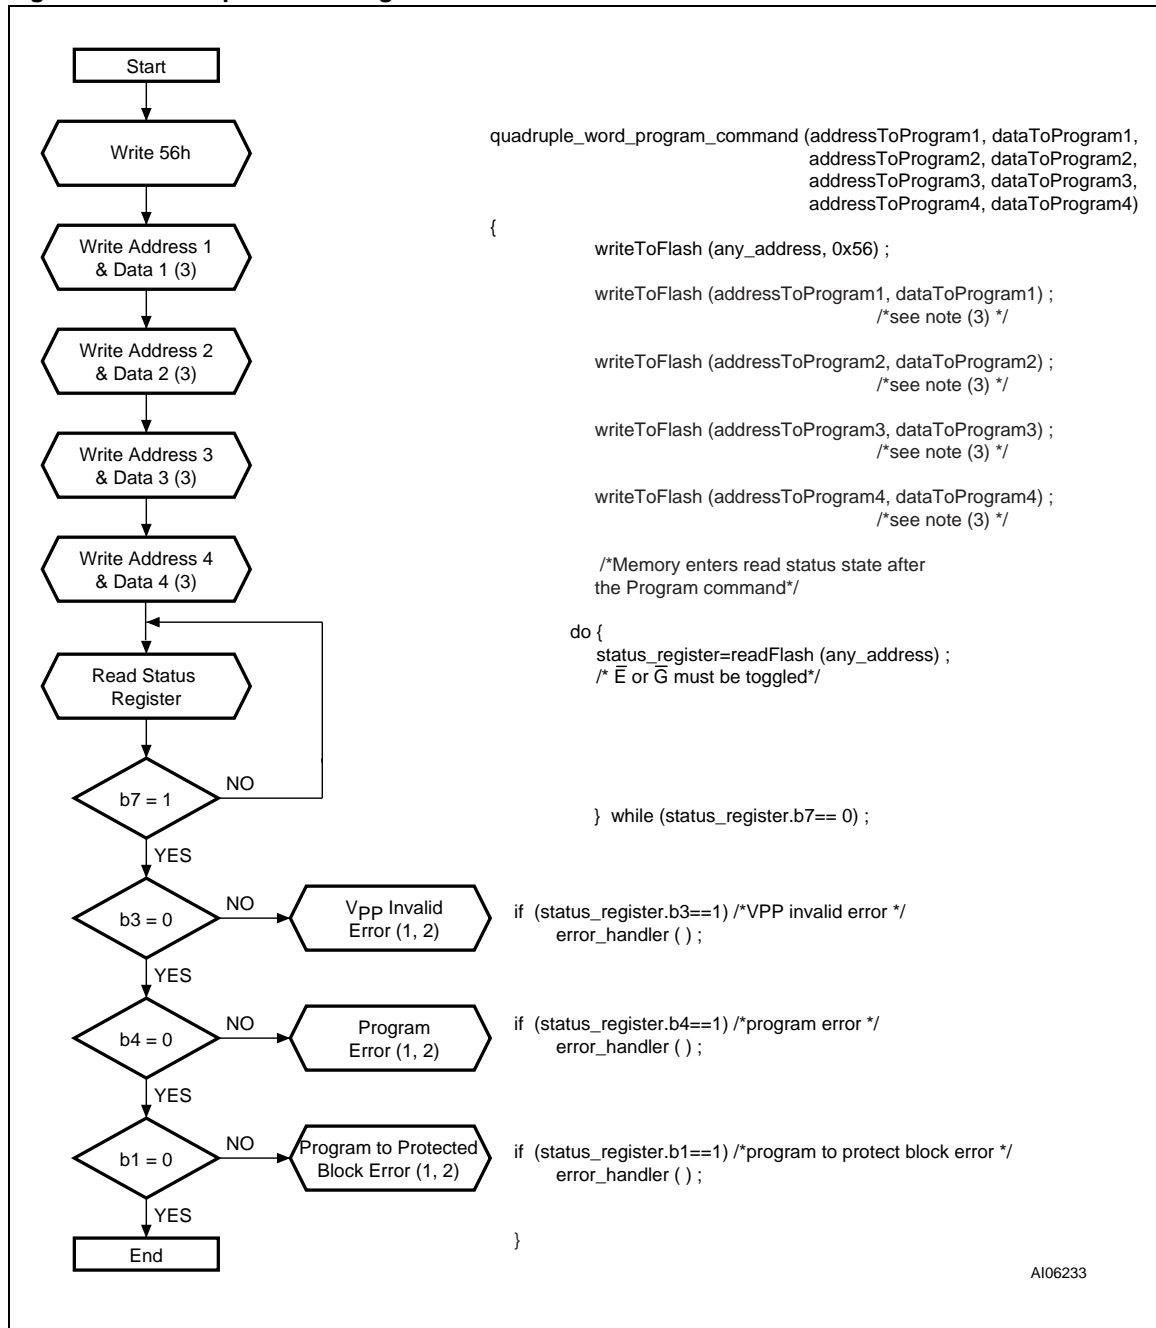 Start
Write 56h
Write Address 1
& Data 1 (3)
Write Address 2
& Data 2 (3)
Write Address 3
& Data 3 (3)
Write Address 4
& Data 4 (3)
Read Status
Register
b7 = 1
NO
YES
b3 = 0
NO
VPP Invalid
Error (1, 2)
YES
b4 = 0
NO
Program
Error (1, 2)
YES
b1 = 0
NO
Program to Protected
Block Error (1, 2)
YES
End
quadruple_word_program_command (addressToProgram1, dataToProgram1,
addressToProgram2, dataToProgram2,
addressToProgram3, dataToProgram3,
addressToProgram4, dataToProgram4)
{
writeToFlash (any_address, 0x56) ;
writeToFlash (addressToProgram1, dataToProgram1) ;
/*see note (3) */
writeToFlash (addressToProgram2, dataToProgram2) ;
/*see note (3) */
writeToFlash (addressToProgram3, dataToProgram3) ;
/*see note (3) */
writeToFlash (addressToProgram4, dataToProgram4) ;
/*see note (3) */
/*Memory enters read status state after
the Program command*/
do {
status_register=readFlash (any_address) ;
/* E̅ or G̅ must be toggled*/
} while (status_register.b7== 0) ;
if (status_register.b3==1) /*VPP invalid error */
error_handler ( ) ;
if (status_register.b4==1) /*program error */
error_handler ( ) ;
if (status_register.b1==1) /*program to protect block error */
error_handler ( ) ;
}
AI06233